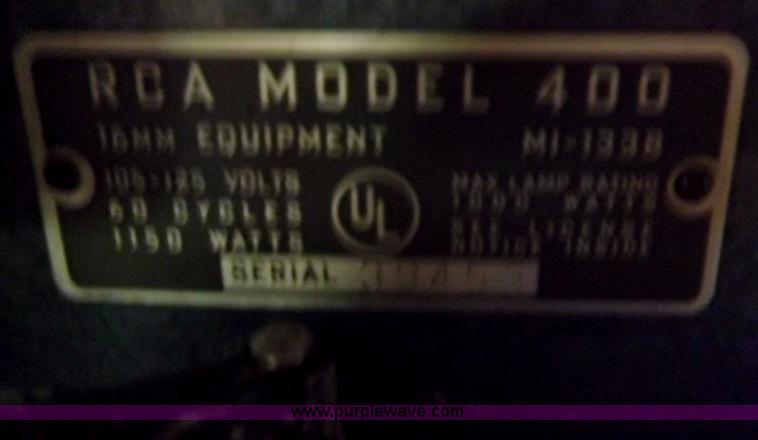 RCA MODEL 400
16MM EQUIPMENT MI-1338
105-125 VOLTS
60 CYCLES
1150 WATTS
UL
MAX LAMP RATING
1000 WATTS
SEE LICENSE
NOTICE INSIDE
SERIAL
www.purplewave.com